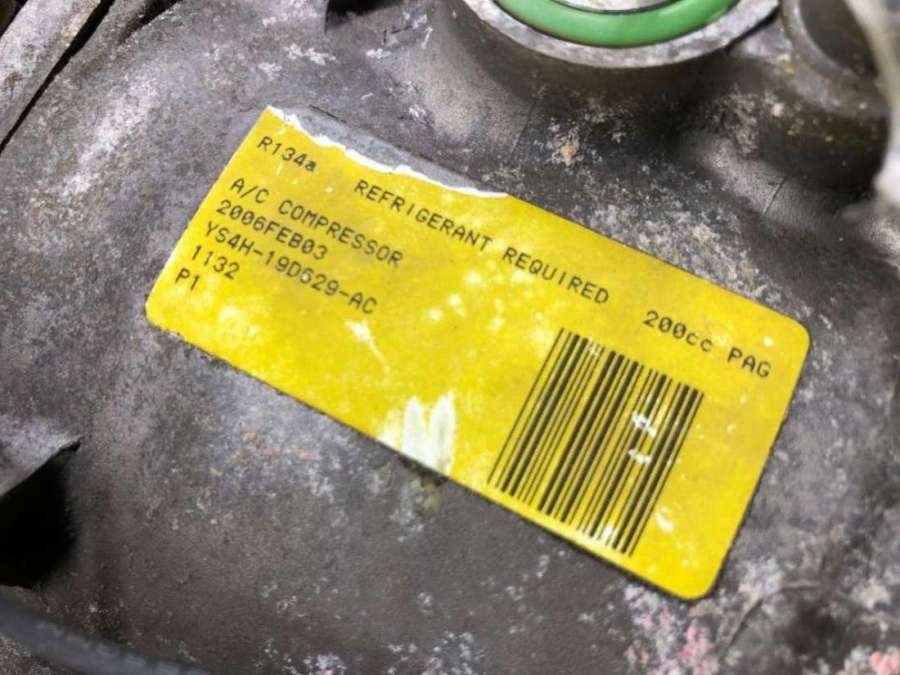 R134a REFRIGERANT REQUIRED 200cc PAG
A/C COMPRESSOR
2006FEB03
YS4H-19D629-AC
1132
P1